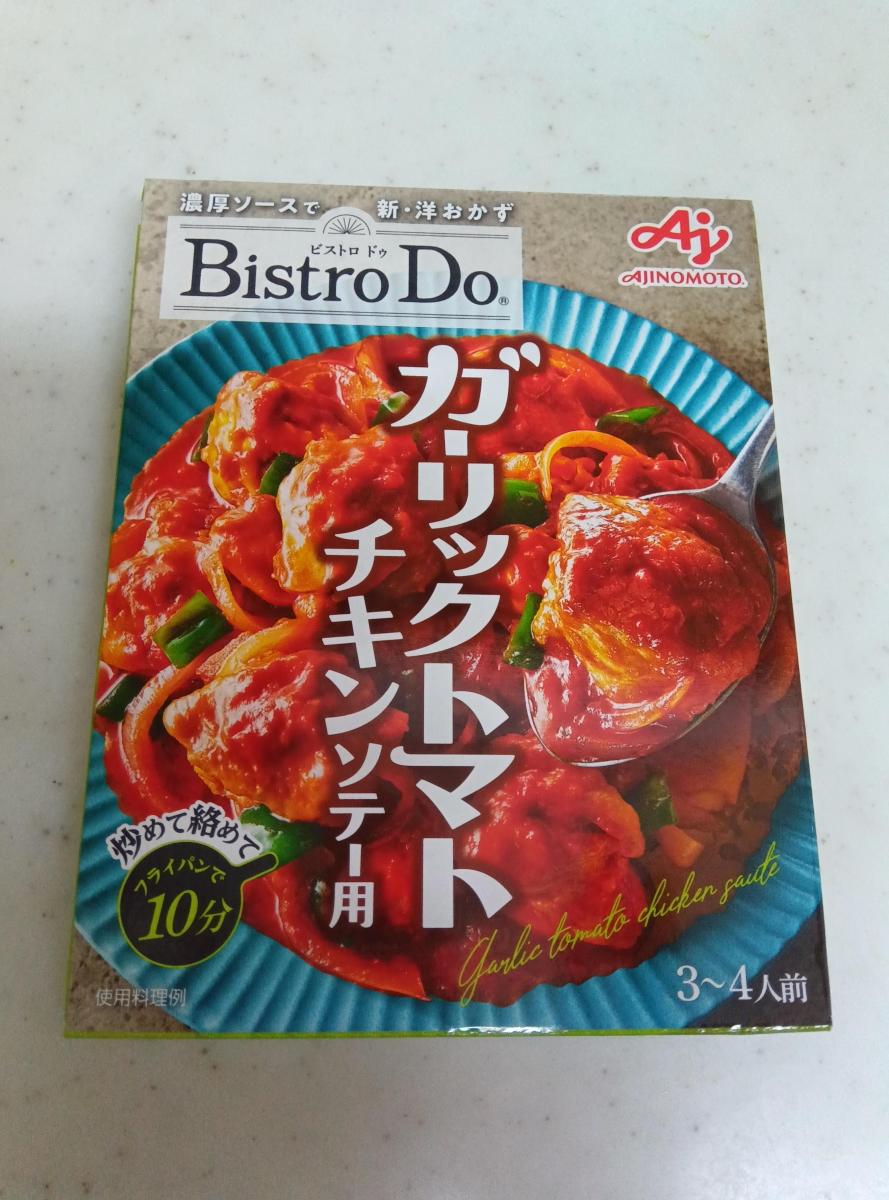 濃厚ソースで 新・洋おかず
ビストロ ドゥ
Bistro Do®
Aj
AJINOMOTO®
ガーリックトマト
チキンソテー用
炒めて絡めて
フライパンで
10分
Garlic tomato chicken saute
使用料理例
3~4人前